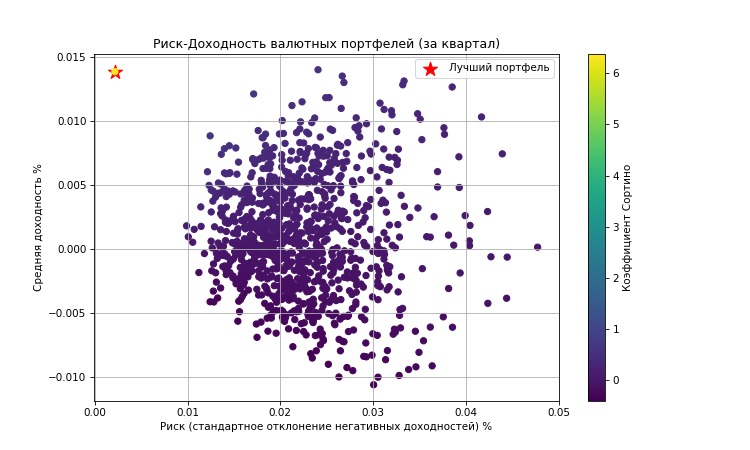 Риск-Доходность валютных портфелей (за квартал)
Лучший портфель
0.015
0.010
0.005
0.000
−0.005
−0.010
Средняя доходность %
0.00 0.01 0.02 0.03 0.04 0.05
Риск (стандартное отклонение негативных доходностей) %
6
5
4
3
2
1
0
Коэффициент Сортино